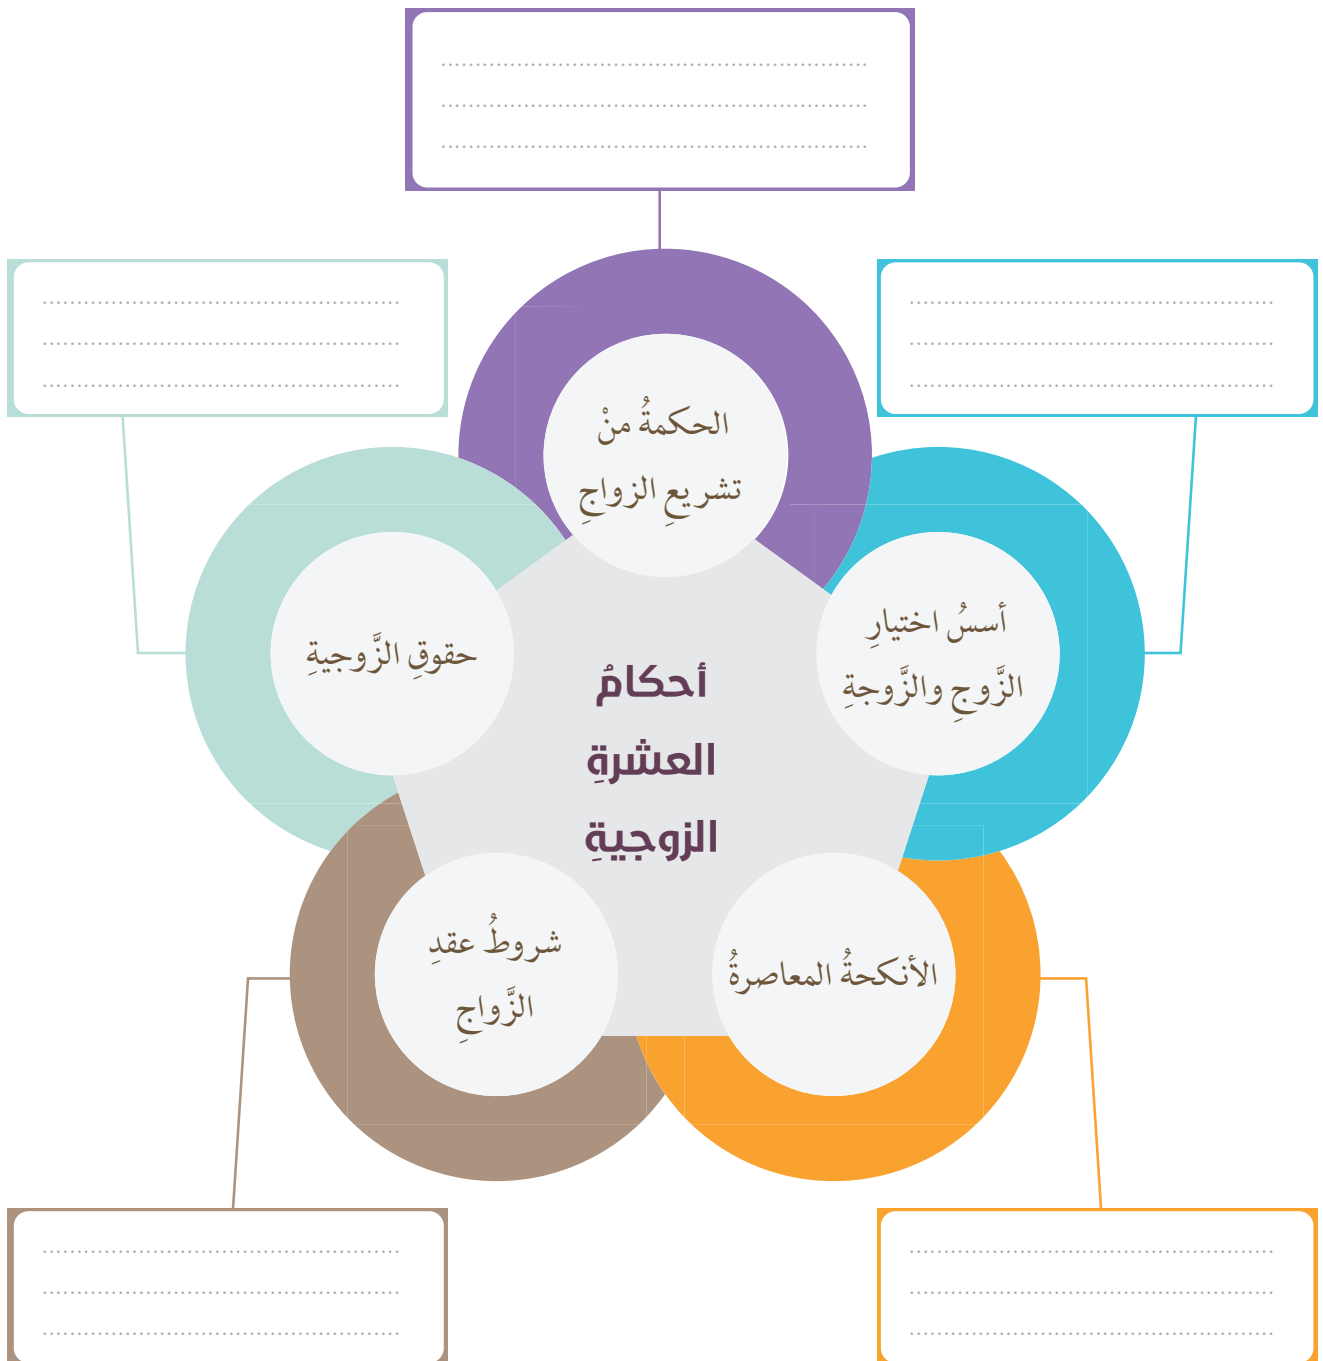 الحكمةُ منْ
تشريعِ الزواجِ
أسسُ اختيارِ
الزَّوجِ والزَّوجةِ
حقوقِ الزَّوجيةِ
أحكامُ
العشرةِ
الزوجيةِ
شروطُ عقدِ
الزَّواجِ
الأنكحةُ المعاصرةُ